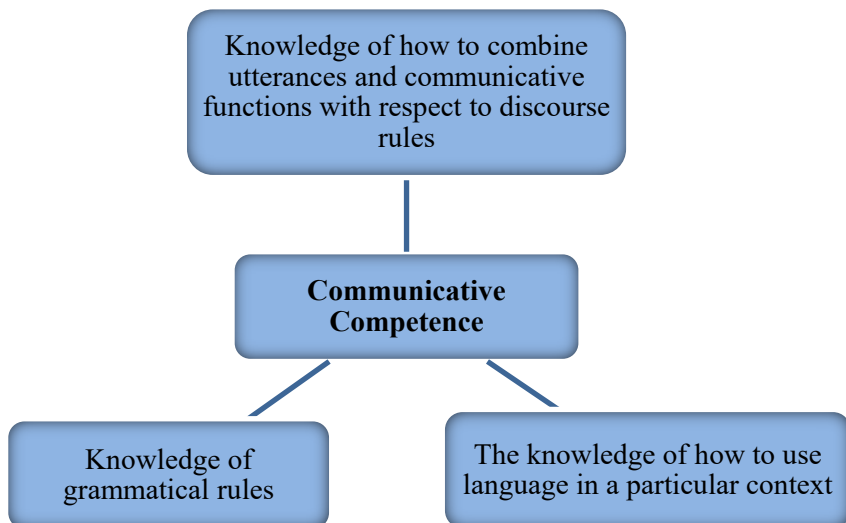 Knowledge of how to combine
utterances and communicative
functions with respect to discourse
rules
Communicative
Competence
Knowledge of
grammatical rules
The knowledge of how to use
language in a particular context